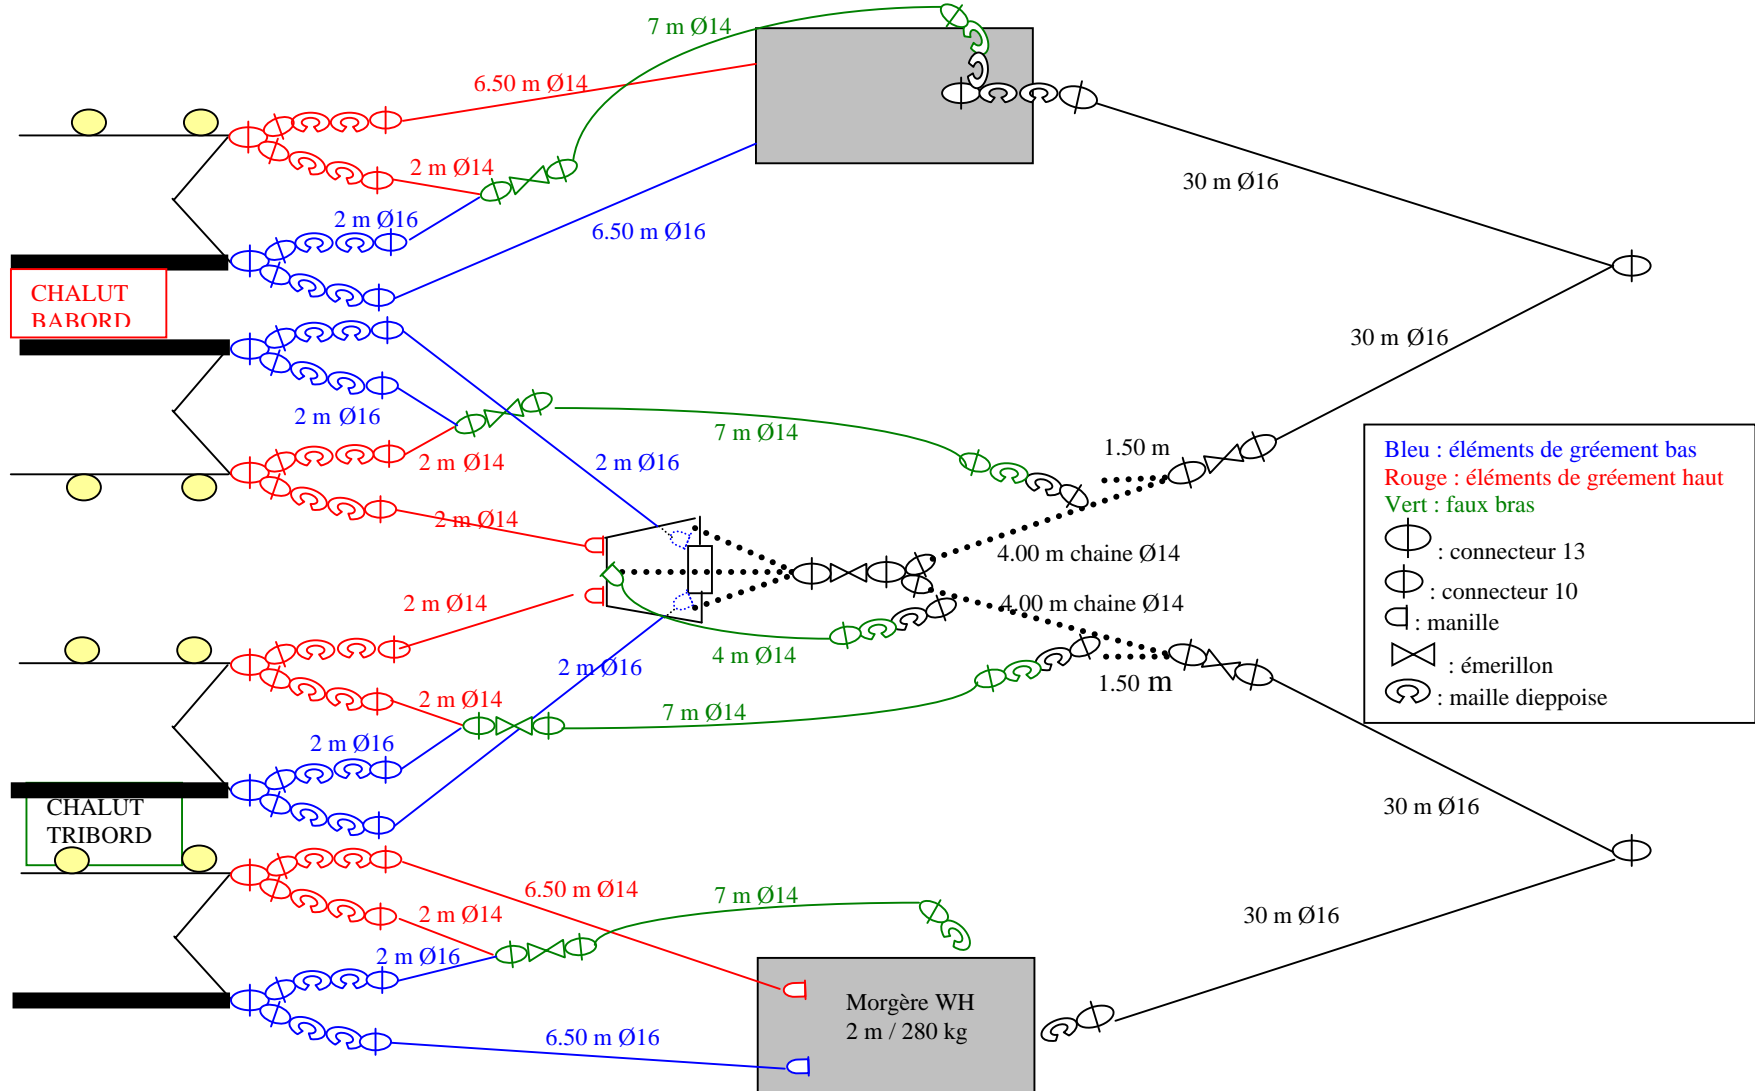 7 m Ø14
6.50 m Ø14
2 m Ø14
30 m Ø16
2 m Ø16
6.50 m Ø16
CHALUT
BABORD
30 m Ø16
2 m Ø16
7 m Ø14
1.50 m
2 m Ø14
2 m Ø16
2 m Ø14
4.00 m chaine Ø14
Bleu : éléments de gréement bas
Rouge : éléments de gréement haut
Vert : faux bras
: connecteur 13
: connecteur 10
: manille
: émerillon
: maille dieppoise
2 m Ø14
4.00 m chaine Ø14
4 m Ø14
2 m Ø16
1.50 m
2 m Ø14
7 m Ø14
2 m Ø16
CHALUT
TRIBORD
30 m Ø16
6.50 m Ø14
7 m Ø14
2 m Ø14
30 m Ø16
2 m Ø16
Morgère WH
2 m / 280 kg
6.50 m Ø16